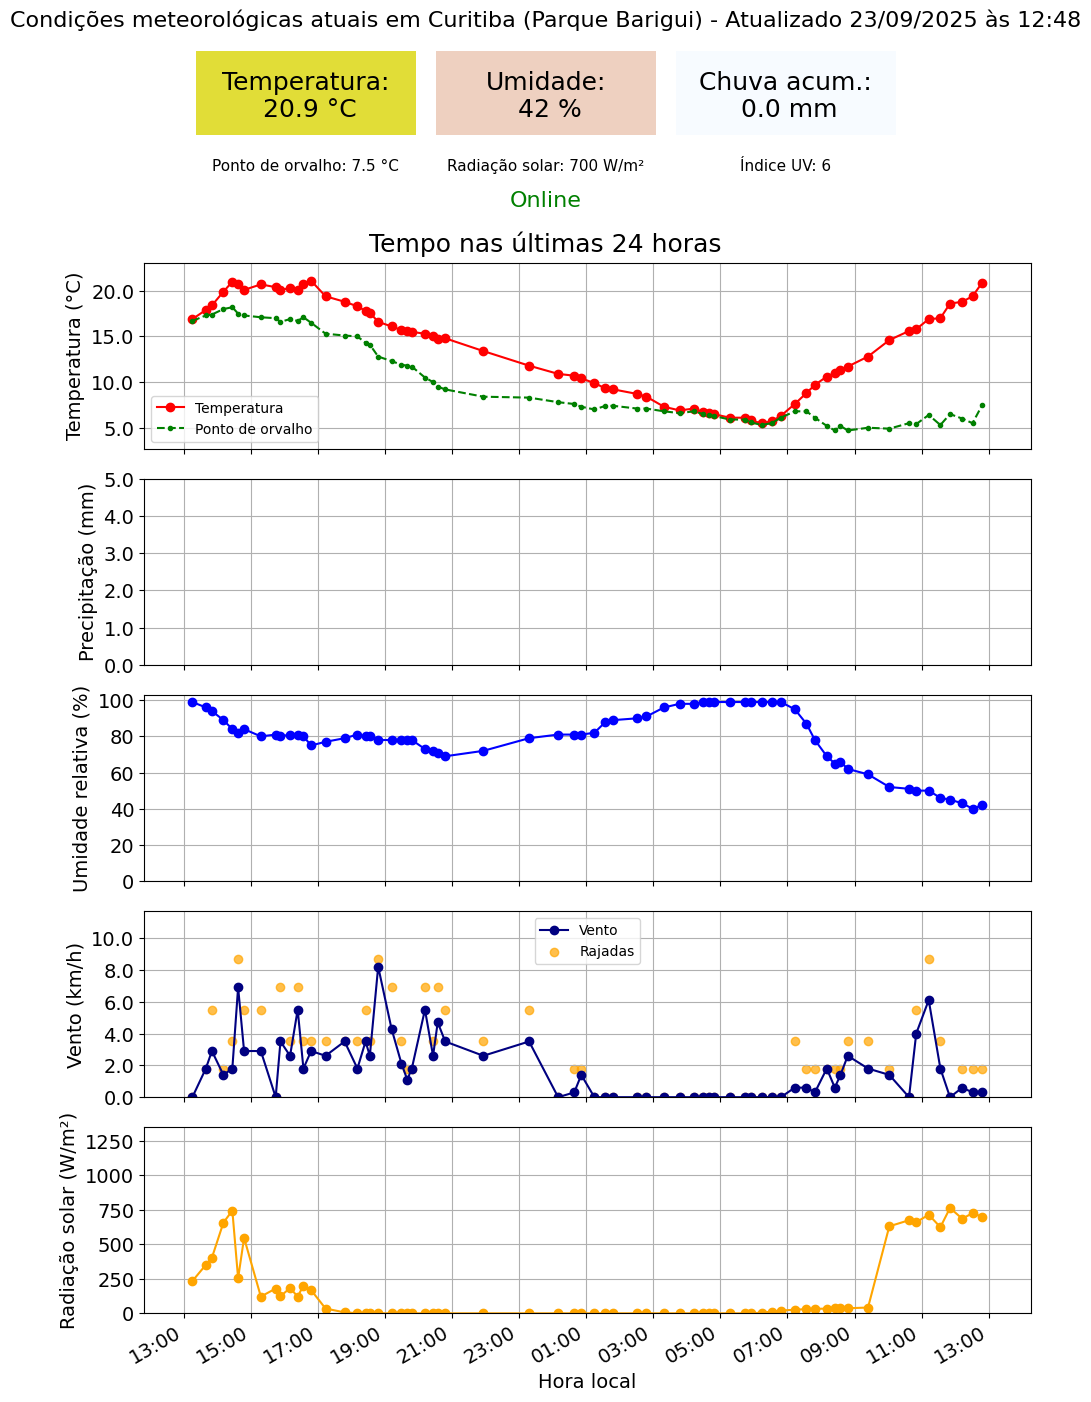 Condições meteorológicas atuais em Curitiba (Parque Barigui) - Atualizado 23/09/2025 às 12:48
Temperatura:
20.9 °C
Umidade:
42 %
Chuva acum.:
0.0 mm
Ponto de orvalho: 7.5 °C
Radiação solar: 700 W/m²
Índice UV: 6
Online
Tempo nas últimas 24 horas
Temperatura (°C)
20.0
15.0
10.0
5.0
Temperatura
Ponto de orvalho
Precipitação (mm)
5.0
4.0
3.0
2.0
1.0
0.0
Umidade relativa (%)
100
80
60
40
20
0
Vento (km/h)
10.0
8.0
6.0
4.0
2.0
0.0
Vento
Rajadas
Radiação solar (W/m²)
1250
1000
750
500
250
0
13:00
15:00
17:00
19:00
21:00
23:00
01:00
03:00
05:00
07:00
09:00
11:00
13:00
Hora local